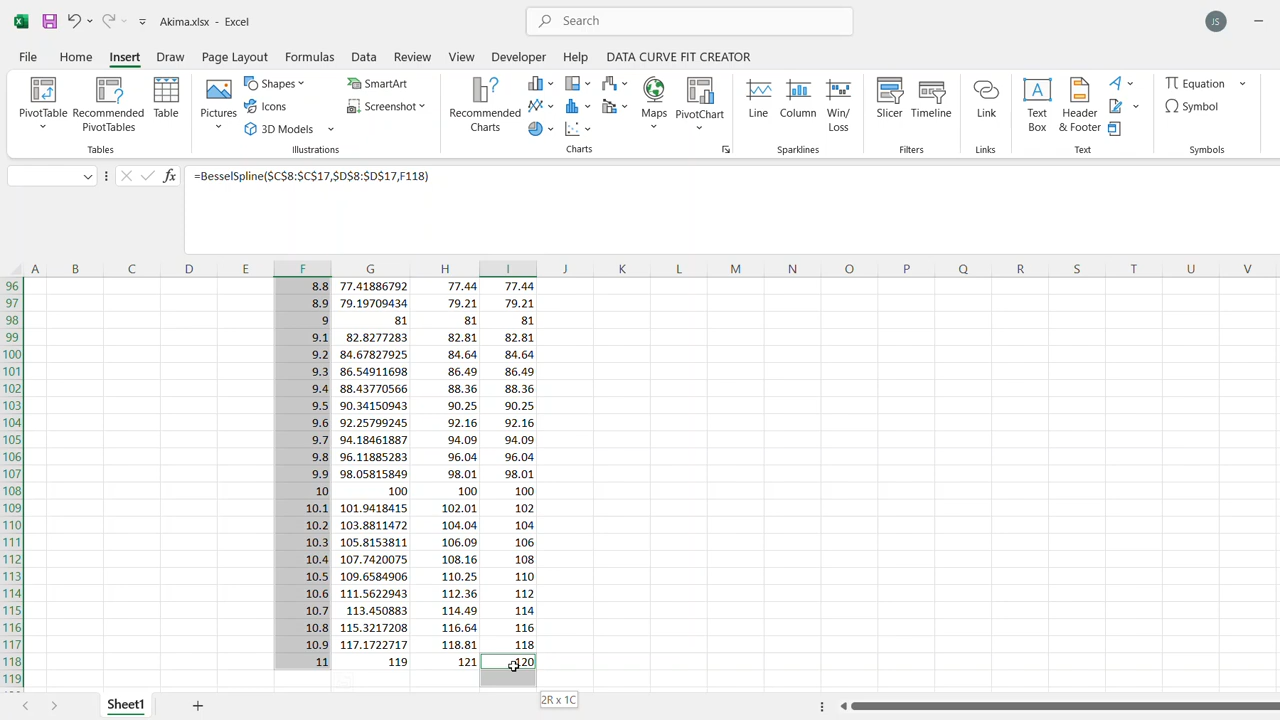 Akima.xlsx - Excel
Search
JS
File Home Insert Draw Page Layout Formulas Data Review View Developer Help DATA CURVE FIT CREATOR
PivotTable
Recommended PivotTables
Table
Pictures
Shapes
Icons
3D Models
SmartArt
Screenshot
Recommended Charts
Maps
PivotChart
Line
Column
Win/ Loss
Slicer
Timeline
Link
Text Box
Header & Footer
Equation
Symbol
Tables Illustrations Charts Sparklines Filters Links Text Symbols
fx =BesselSpline($C$8:$C$17,$D$8:$D$17,F118)
A B C D E F G H I J K L M N O P Q R S T U V
96 8.8 77.41886792 77.44 77.44
97 8.9 79.19709434 79.21 79.21
98 9 81 81 81
99 9.1 82.8277283 82.81 82.81
100 9.2 84.67827925 84.64 84.64
101 9.3 86.54911698 86.49 86.49
102 9.4 88.43770566 88.36 88.36
103 9.5 90.34150943 90.25 90.25
104 9.6 92.25799245 92.16 92.16
105 9.7 94.18461887 94.09 94.09
106 9.8 96.11885283 96.04 96.04
107 9.9 98.05815849 98.01 98.01
108 10 100 100 100
109 10.1 101.9418415 102.01 102
110 10.2 103.8811472 104.04 104
111 10.3 105.8153811 106.09 106
112 10.4 107.7420075 108.16 108
113 10.5 109.6584906 110.25 110
114 10.6 111.5622943 112.36 112
115 10.7 113.450883 114.49 114
116 10.8 115.3217208 116.64 116
117 10.9 117.1722717 118.81 118
118 11 119 121 120
119
2R x 1C
Sheet1